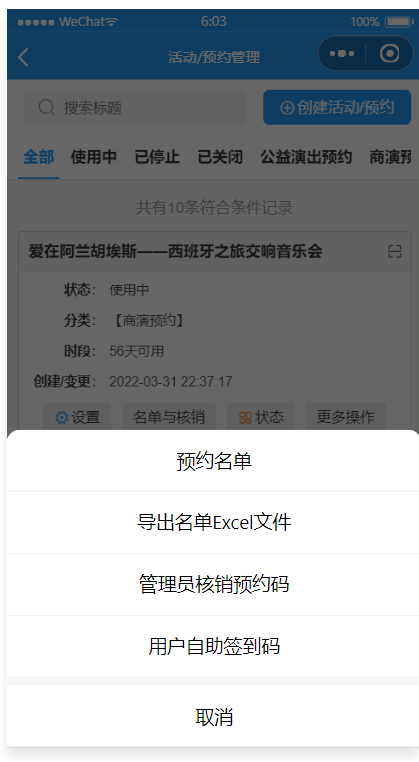 WeChat 6:03 100%
活动/预约管理
搜索标题 创建活动/预约
全部 使用中 已停止 已关闭 公益演出预约 商演预
共有10条符合条件记录
爱在阿兰胡埃斯——西班牙之旅交响音乐会
状态： 使用中
分类： 【商演预约】
时段： 56天可用
创建/变更： 2022-03-31 22:37:17
设置 名单与核销 状态 更多操作
预约名单
导出名单Excel文件
管理员核销预约码
用户自助签到码
取消